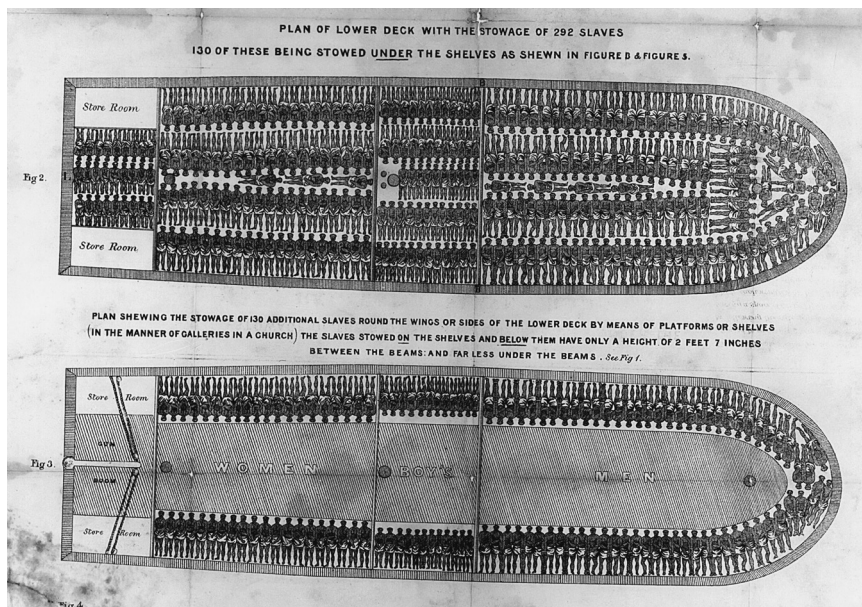 PLAN OF LOWER DECK WITH THE STOWAGE OF 292 SLAVES
130 OF THESE BEING STOWED UNDER THE SHELVES AS SHEWN IN FIGURE D & FIGURE 5.
Store Room
Fig 2.
Store Room
PLAN SHEWING THE STOWAGE OF 130 ADDITIONAL SLAVES ROUND THE WINGS OR SIDES OF THE LOWER DECK BY MEANS OF PLATFORMS OR SHELVES
(IN THE MANNER OF GALLERIES IN A CHURCH) THE SLAVES STOWED ON THE SHELVES AND BELOW THEM HAVE ONLY A HEIGHT OF 2 FEET 7 INCHES
BETWEEN THE BEAMS: AND FAR LESS UNDER THE BEAMS. See Fig 1.
Store Room
Fig 3.
WOMEN
BOY'S
MEN
ROOM
Store Room
Fig 4